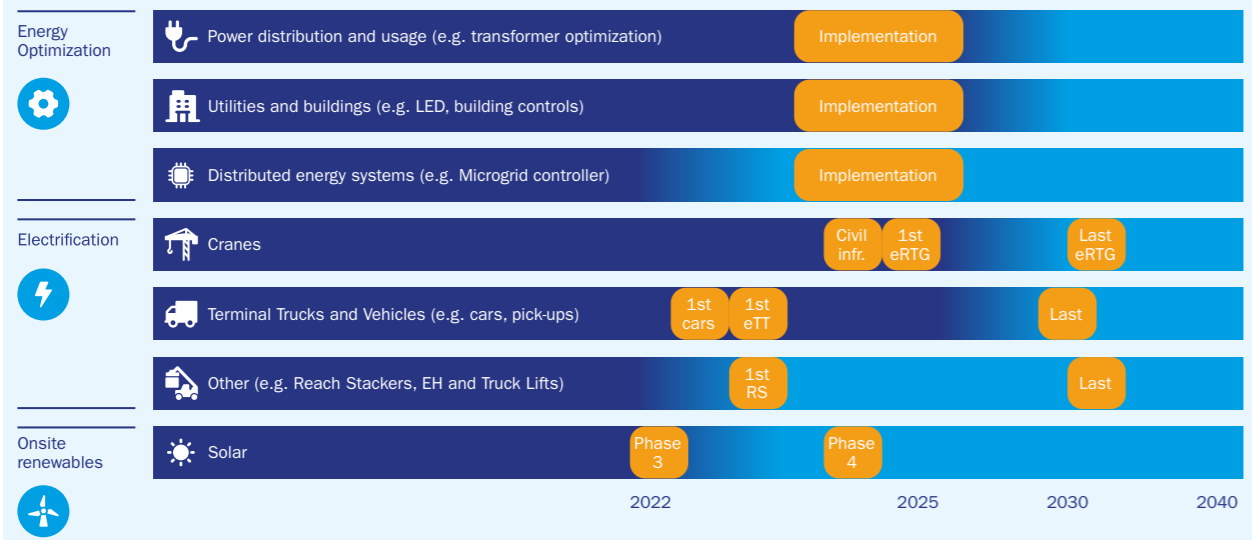 Energy
Optimization
Power distribution and usage (e.g. transformer optimization)
Implementation
Utilities and buildings (e.g. LED, building controls)
Implementation
Distributed energy systems (e.g. Microgrid controller)
Implementation
Electrification
Cranes
Civil
infr.
1st
eRTG
Last
eRTG
Terminal Trucks and Vehicles (e.g. cars, pick-ups)
1st
cars
1st
eTT
Last
Other (e.g. Reach Stackers, EH and Truck Lifts)
1st
RS
Last
Onsite
renewables
Solar
Phase
3
Phase
4
2022
2025
2030
2040